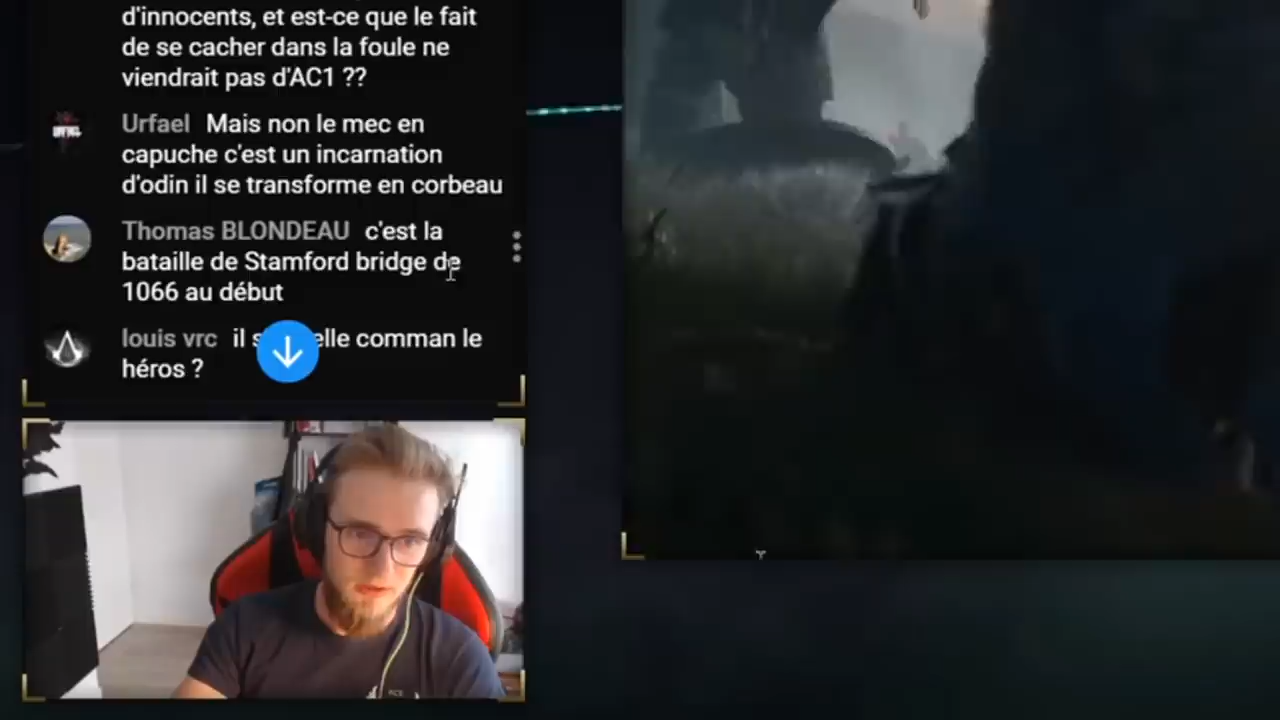 d'innocents, et est-ce que le fait
de se cacher dans la foule ne
viendrait pas d'AC1 ??
Urfael Mais non le mec en
capuche c'est un incarnation
d'odin il se transforme en corbeau
Thomas BLONDEAU c'est la
bataille de Stamford bridge de
1066 au début
louis vrc il comman le
héros ?